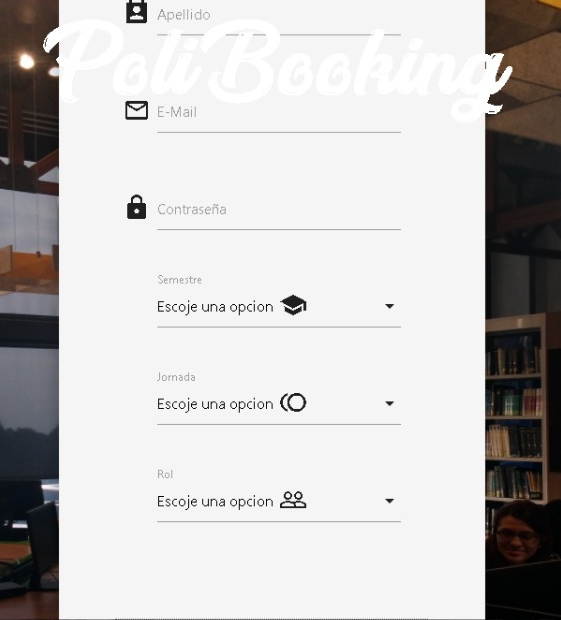 Apellido
PoliBooking
E-Mail
Contraseña
Semestre
Escoje una opcion
Jornada
Escoje una opcion
Rol
Escoje una opcion